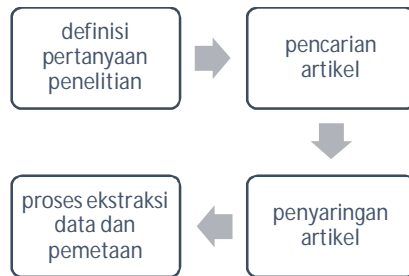 definisi
pertanyaan
penelitian
pencarian
artikel
penyaringan
artikel
proses ekstraksi
data dan
pemetaan